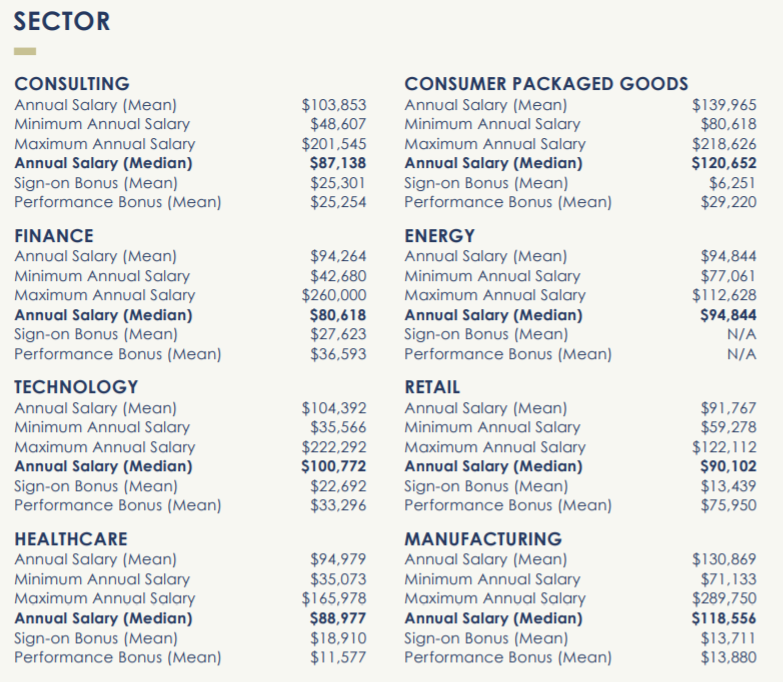 SECTOR
CONSULTING
Annual Salary (Mean) $103,853
Minimum Annual Salary $48,607
Maximum Annual Salary $201,545
Annual Salary (Median) $87,138
Sign-on Bonus (Mean) $25,301
Performance Bonus (Mean) $25,254
FINANCE
Annual Salary (Mean) $94,264
Minimum Annual Salary $42,680
Maximum Annual Salary $260,000
Annual Salary (Median) $80,618
Sign-on Bonus (Mean) $27,623
Performance Bonus (Mean) $36,593
TECHNOLOGY
Annual Salary (Mean) $104,392
Minimum Annual Salary $35,566
Maximum Annual Salary $222,292
Annual Salary (Median) $100,772
Sign-on Bonus (Mean) $22,692
Performance Bonus (Mean) $33,296
HEALTHCARE
Annual Salary (Mean) $94,979
Minimum Annual Salary $35,073
Maximum Annual Salary $165,978
Annual Salary (Median) $88,977
Sign-on Bonus (Mean) $18,910
Performance Bonus (Mean) $11,577
CONSUMER PACKAGED GOODS
Annual Salary (Mean) $139,965
Minimum Annual Salary $80,618
Maximum Annual Salary $218,626
Annual Salary (Median) $120,652
Sign-on Bonus (Mean) $6,251
Performance Bonus (Mean) $29,220
ENERGY
Annual Salary (Mean) $94,844
Minimum Annual Salary $77,061
Maximum Annual Salary $112,628
Annual Salary (Median) $94,844
Sign-on Bonus (Mean) N/A
Performance Bonus (Mean) N/A
RETAIL
Annual Salary (Mean) $91,767
Minimum Annual Salary $59,278
Maximum Annual Salary $122,112
Annual Salary (Median) $90,102
Sign-on Bonus (Mean) $13,439
Performance Bonus (Mean) $75,950
MANUFACTURING
Annual Salary (Mean) $130,869
Minimum Annual Salary $71,133
Maximum Annual Salary $289,750
Annual Salary (Median) $118,556
Sign-on Bonus (Mean) $13,711
Performance Bonus (Mean) $13,880